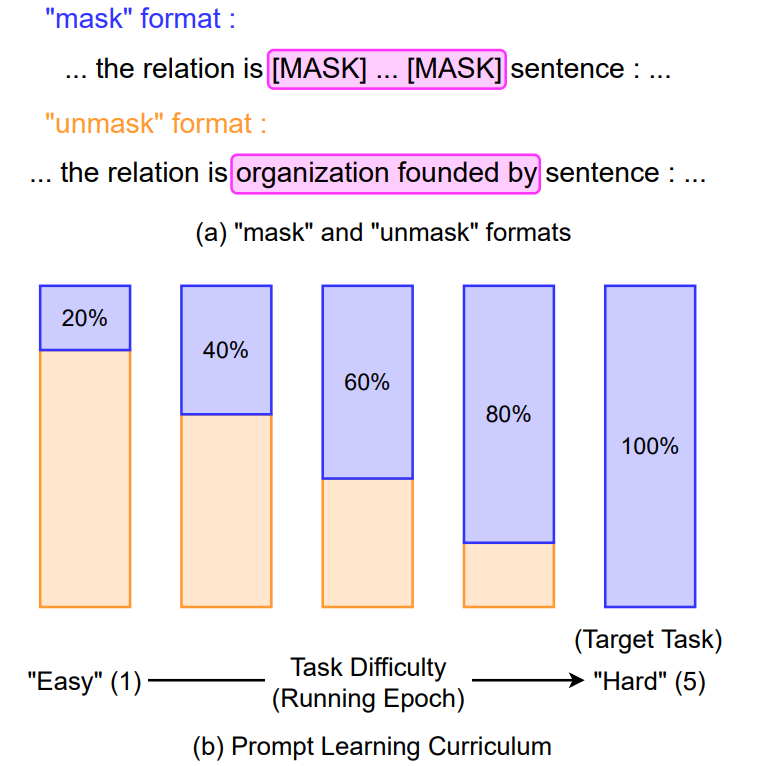 "mask" format :
... the relation is [MASK] ... [MASK] sentence : ...
"unmask" format :
... the relation is organization founded by sentence : ...
(a) "mask" and "unmask" formats
20%
40%
60%
80%
100%
(Target Task)
"Easy" (1)
Task Difficulty
(Running Epoch)
"Hard" (5)
(b) Prompt Learning Curriculum